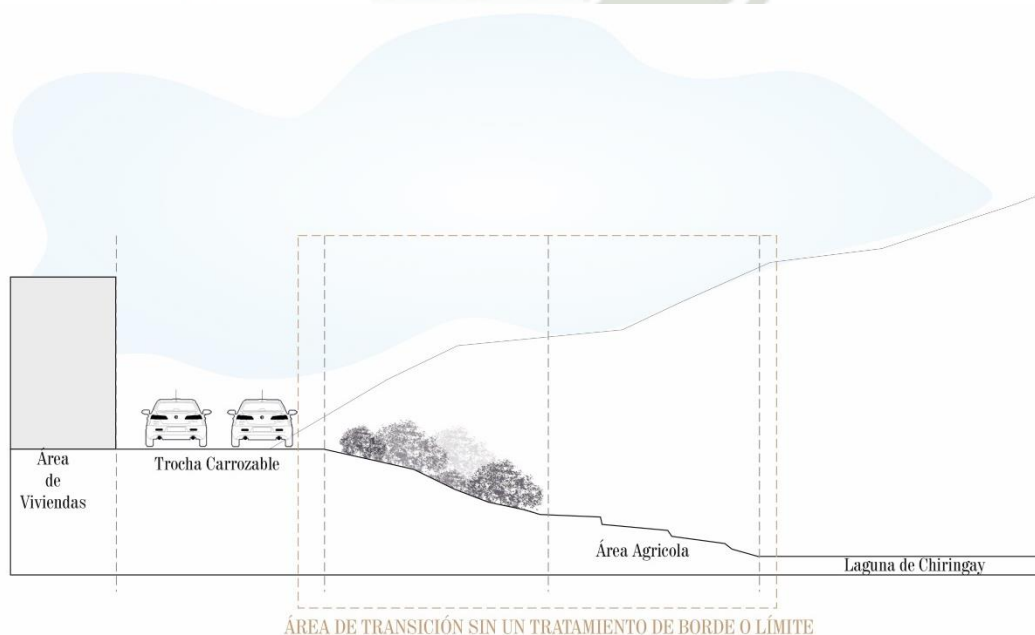 Área
de
Viviendas
Trocha Carrozable
Área Agricola
Laguna de Chiringay
ÁREA DE TRANSICIÓN SIN UN TRATAMIENTO DE BORDE O LÍMITE